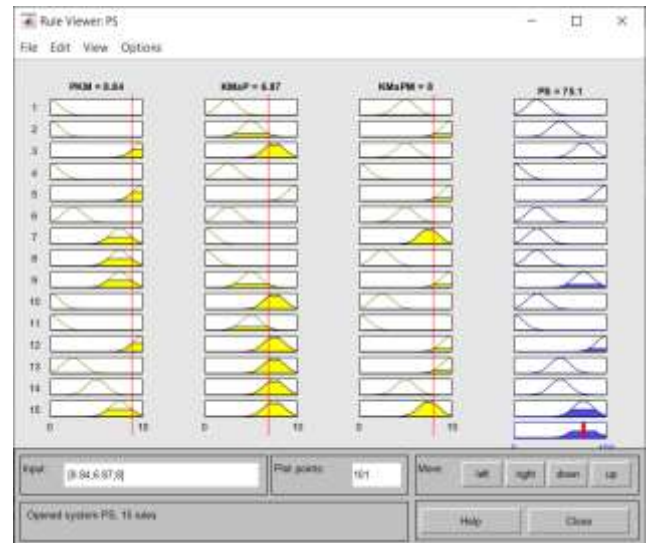 Rule Viewer: PS
File Edit View Options
PKM = 8.84
KMaP = 6.87
KMaPM = 8
PS = 75.1
1
2
3
4
5
6
7
8
9
10
11
12
13
14
15
0 10
0 10
0 10
Input: [8.84;6.87;8]
Plot points: 101
Move: left right down up
Opened system PS, 15 rules
Help Close